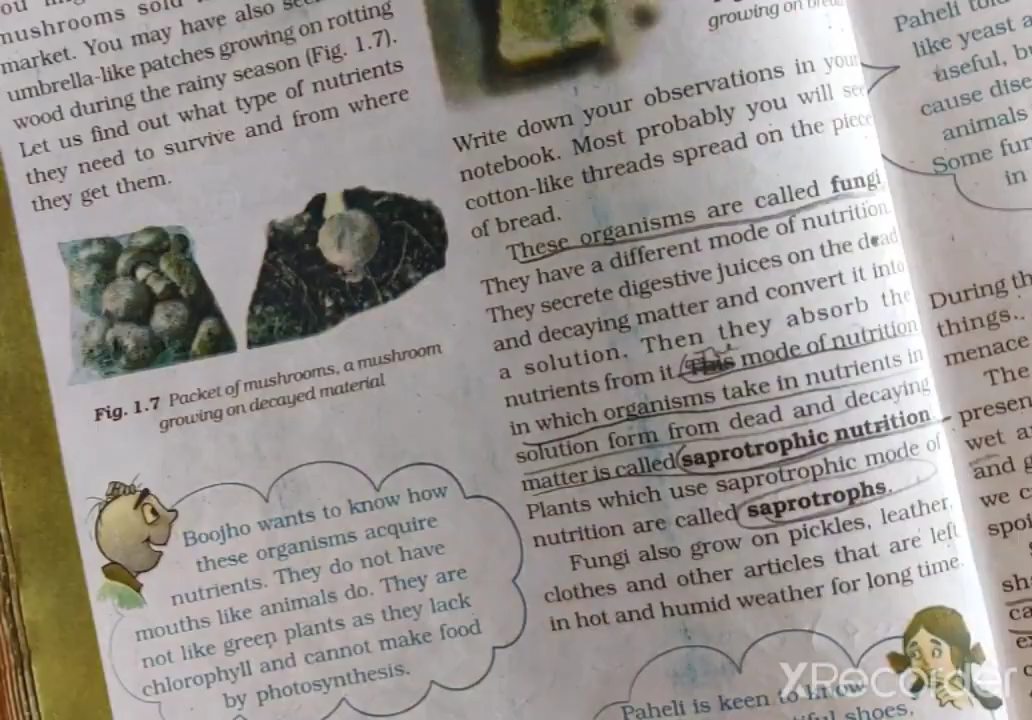 mushrooms sold
market. You may have also
umbrella-like patches growing on rotting
wood during the rainy season (Fig. 1.7).
Let us find out what type of nutrients
they need to survive and from where
they get them.
Fig. 1.7 Packet of mushrooms, a mushroom
growing on decayed material
Boojho wants to know how
these organisms acquire
nutrients. They do not have
mouths like animals do. They are
not like green plants as they lack
chlorophyll and cannot make food
by photosynthesis.
growing on bread
Write down your observations in your
notebook. Most probably you will see
cotton-like threads spread on the piece
of bread.
These organisms are called fungi.
They have a different mode of nutrition.
They secrete digestive juices on the dead
and decaying matter and convert it into
a solution. Then they absorb the
nutrients from it. The This mode of nutrition
in which organisms take in nutrients in
solution form from dead and decaying
matter is called saprotrophic nutrition.
Plants which use saprotrophic mode of
nutrition are called saprotrophs.
Fungi also grow on pickles, leather,
clothes and other articles that are left
in hot and humid weather for long time.
Paheli is keen to know
shoes,
Paheli
like yeast
useful,
cause
animals
Some
in
During
things.
menace
The
wet
and
we
XRecorder